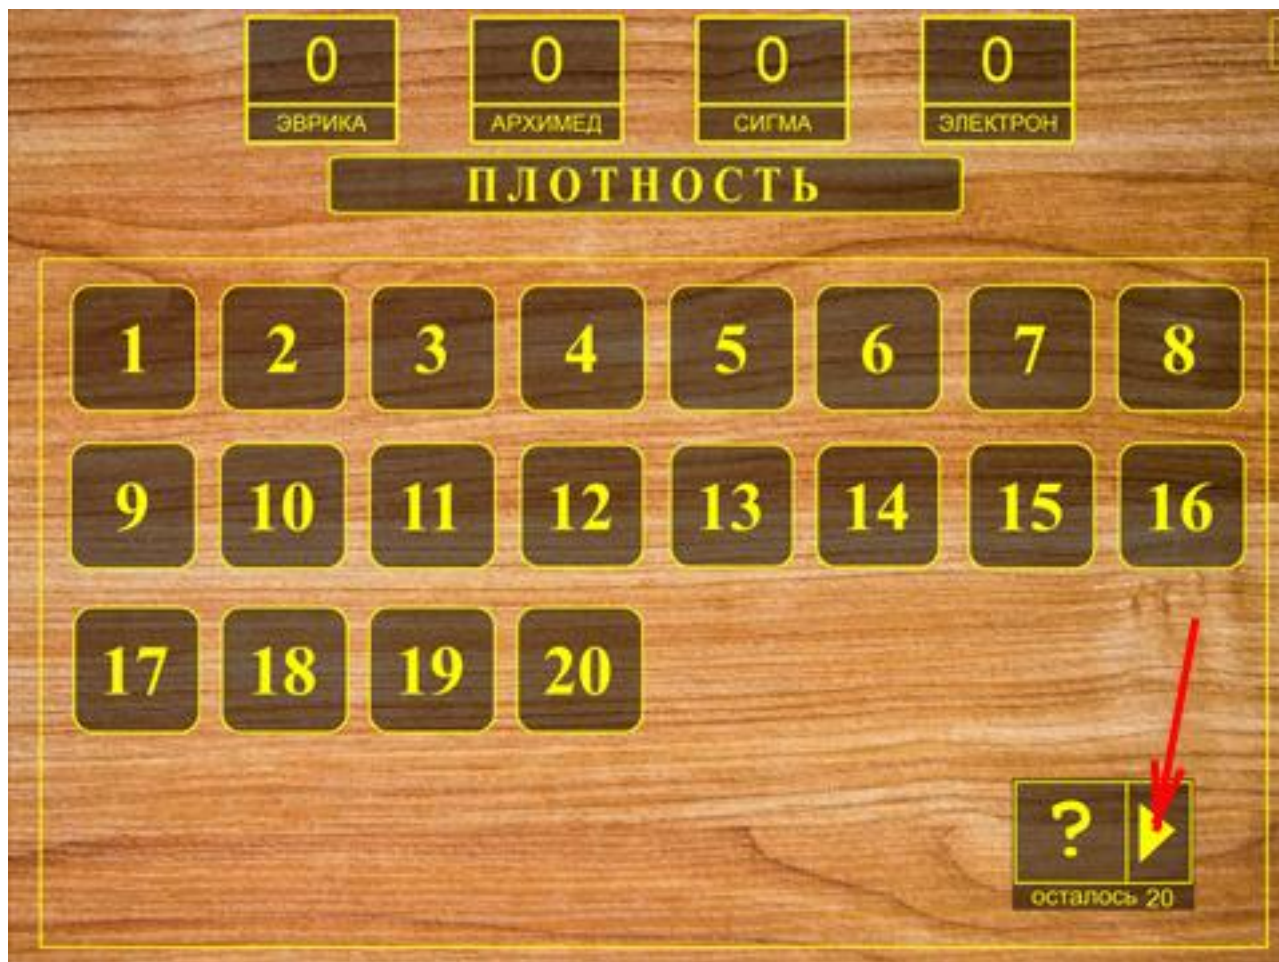 0 0 0 0
ЭВРИКА АРХИМЕД СИГМА ЭЛЕКТРОН
ПЛОТНОСТЬ
1 2 3 4 5 6 7 8
9 10 11 12 13 14 15 16
17 18 19 20
?
осталось 20